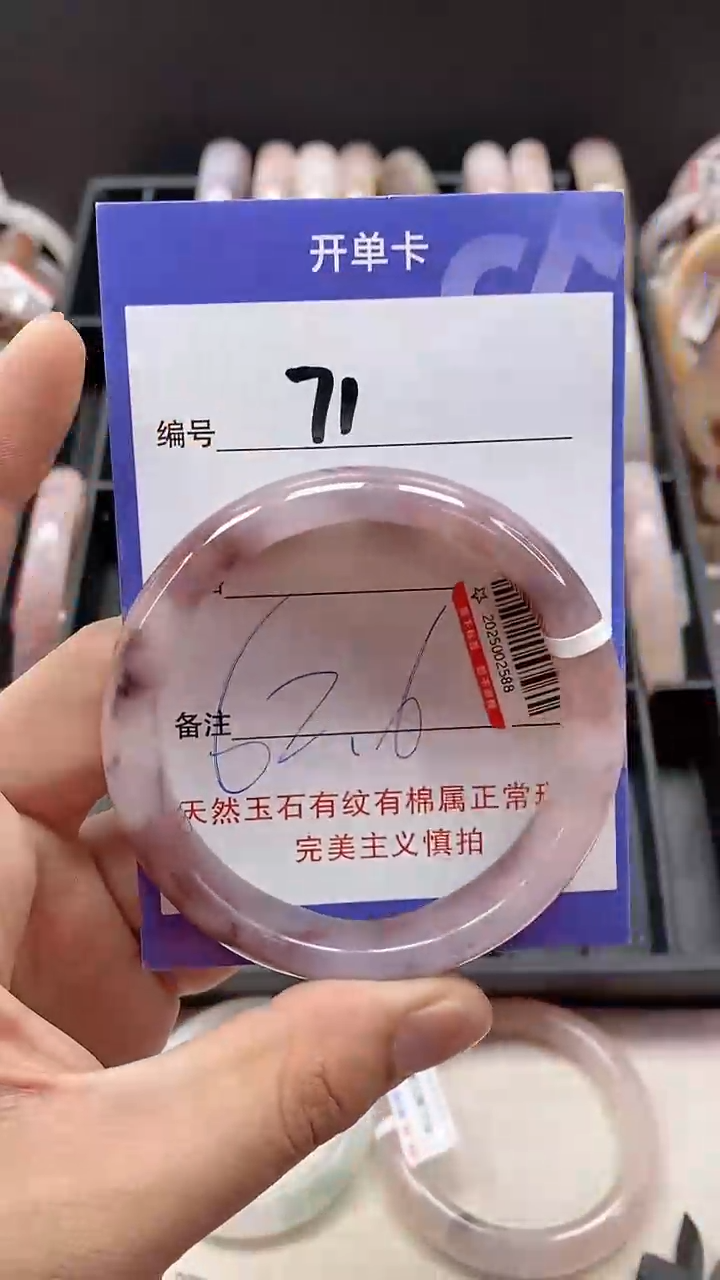 开单卡
编号 71
62.6
备注
天然玉石有纹有棉属正常
完美主义慎拍
2025002588